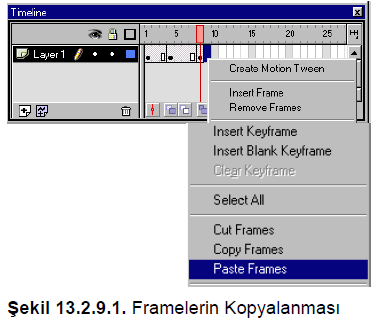 Timeline
1 5 10 15 20 25
Layer 1
Create Motion Tween
Insert Frame
Remove Frames
Insert Keyframe
Insert Blank Keyframe
Clear Keyframe
Select All
Cut Frames
Copy Frames
Paste Frames
Şekil 13.2.9.1. Framelerin Kopyalanması